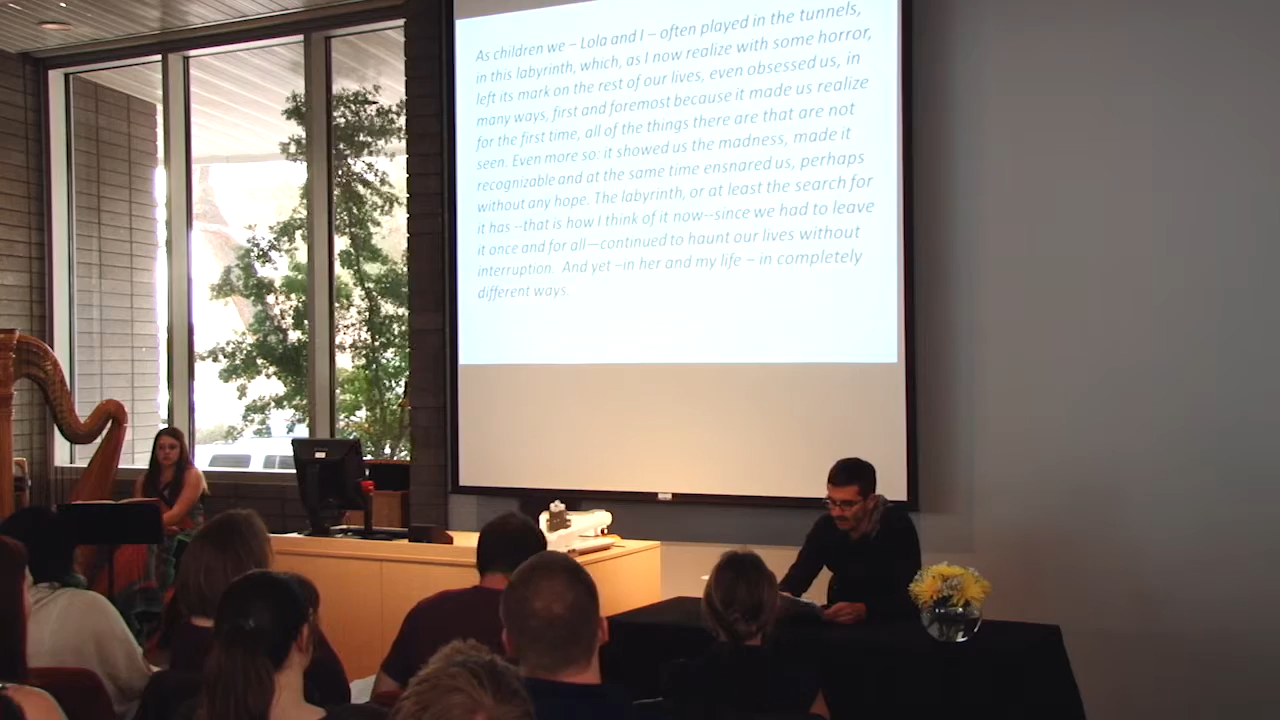 As children we – Lola and I – often played in the tunnels,
in this labyrinth, which, as I now realize with some horror,
left its mark on the rest of our lives, even obsessed us, in
many ways, first and foremost because it made us realize
for the first time, all of the things there are that are not
seen. Even more so: it showed us the madness, made it
recognizable and at the same time ensnared us, perhaps
without any hope. The labyrinth, or at least the search for
it has --that is how I think of it now--since we had to leave
it once and for all—continued to haunt our lives without
interruption. And yet –in her and my life – in completely
different ways.